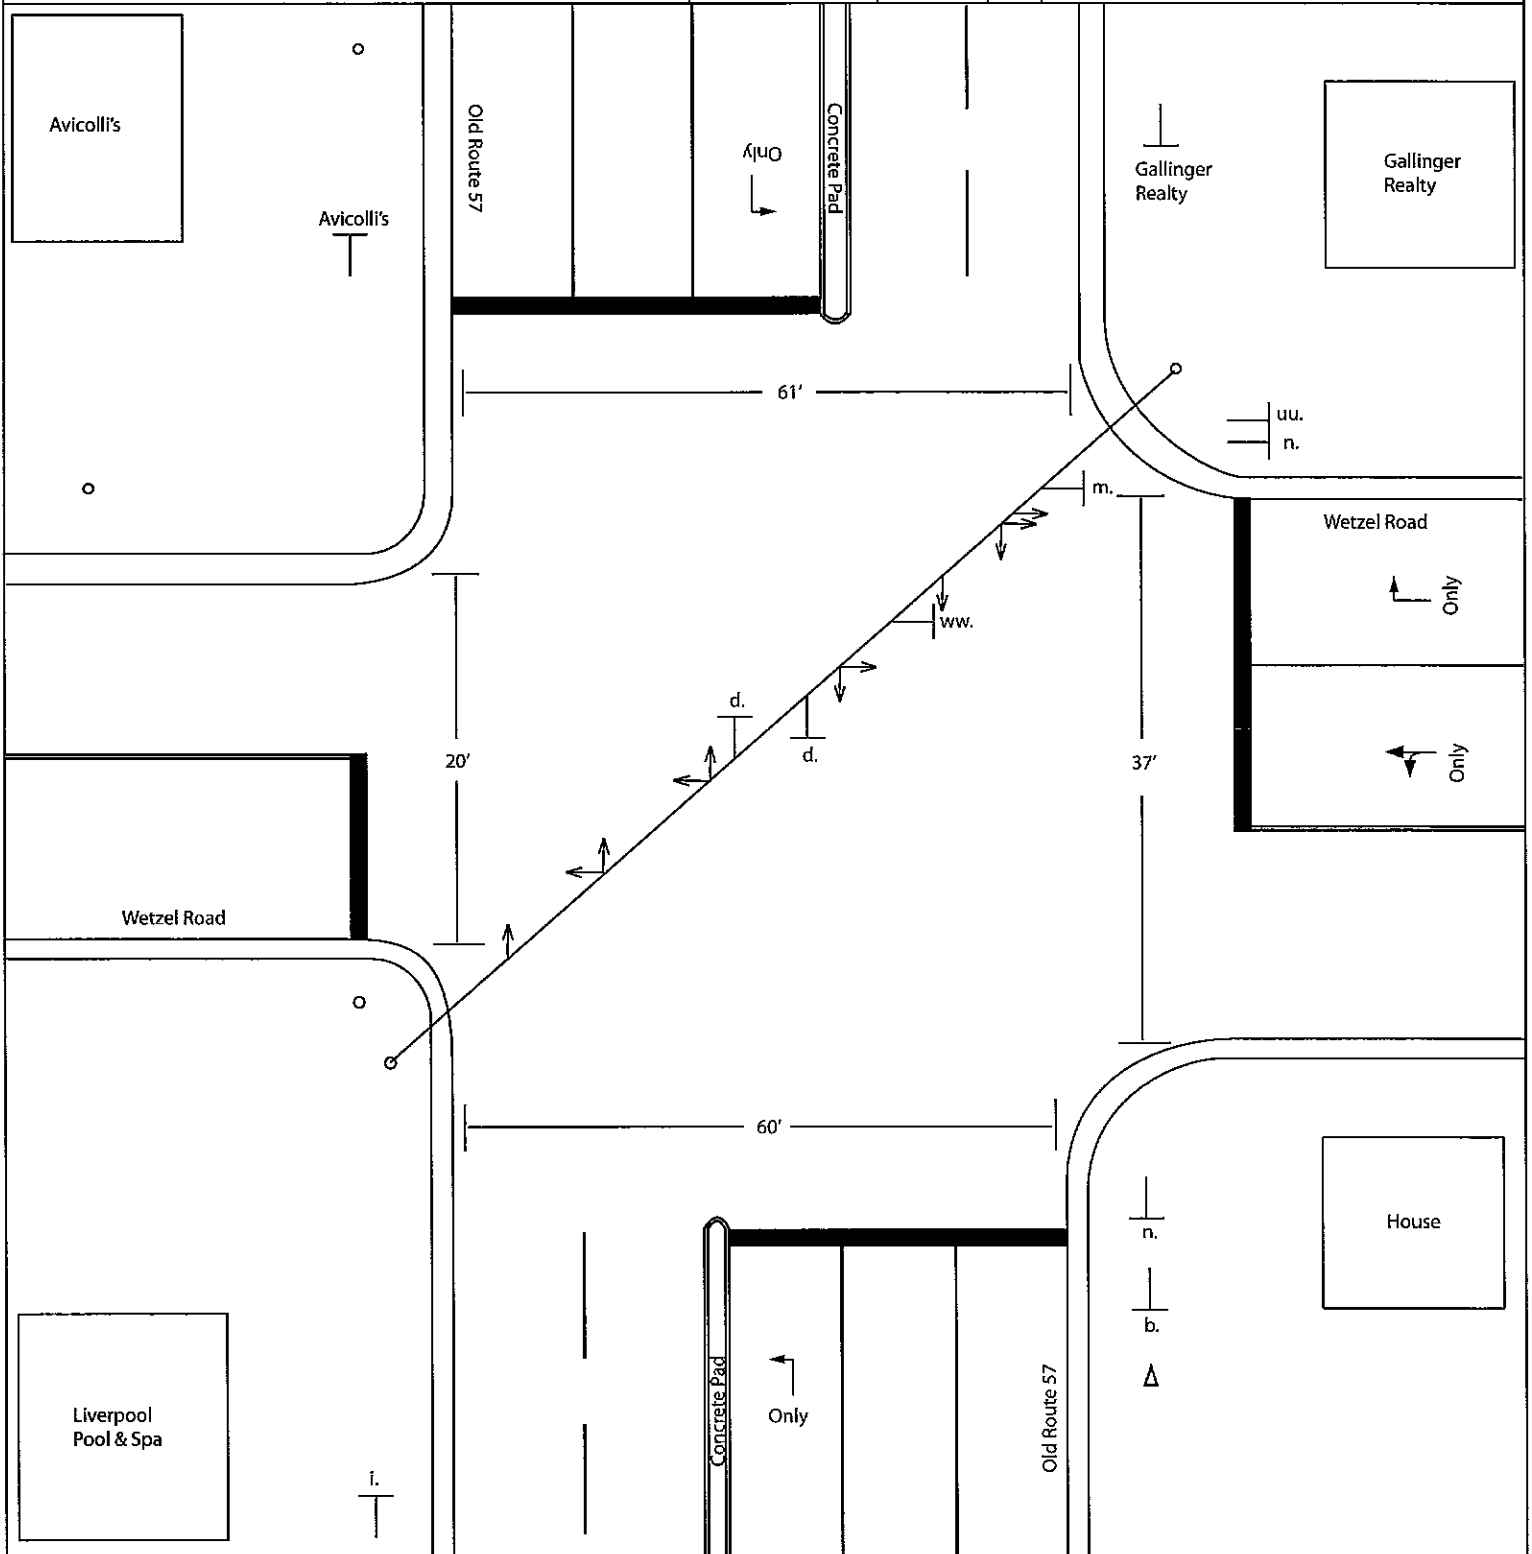 Avicolli's
Old Route 57
Only
Concrete Pad
Gallinger
Realty
Gallinger
Realty
Avicolli's
61'
uu.
n.
m.
Wetzel Road
Only
ww.
d.
d.
20'
37'
Only
Wetzel Road
60'
n.
House
b.
Concrete Pad
Only
Old Route 57
Liverpool
Pool & Spa
i.